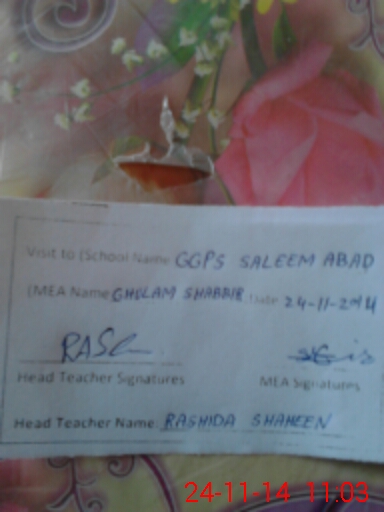 Visit to (School Name GGPS SALEEM ABAD
(MEA Name GHULAM SHABBIR Date 24-11-2014
Head Teacher Signatures MEA Signatures
Head Teacher Name: RASHIDA SHAHEEN
24-11-14 11:03